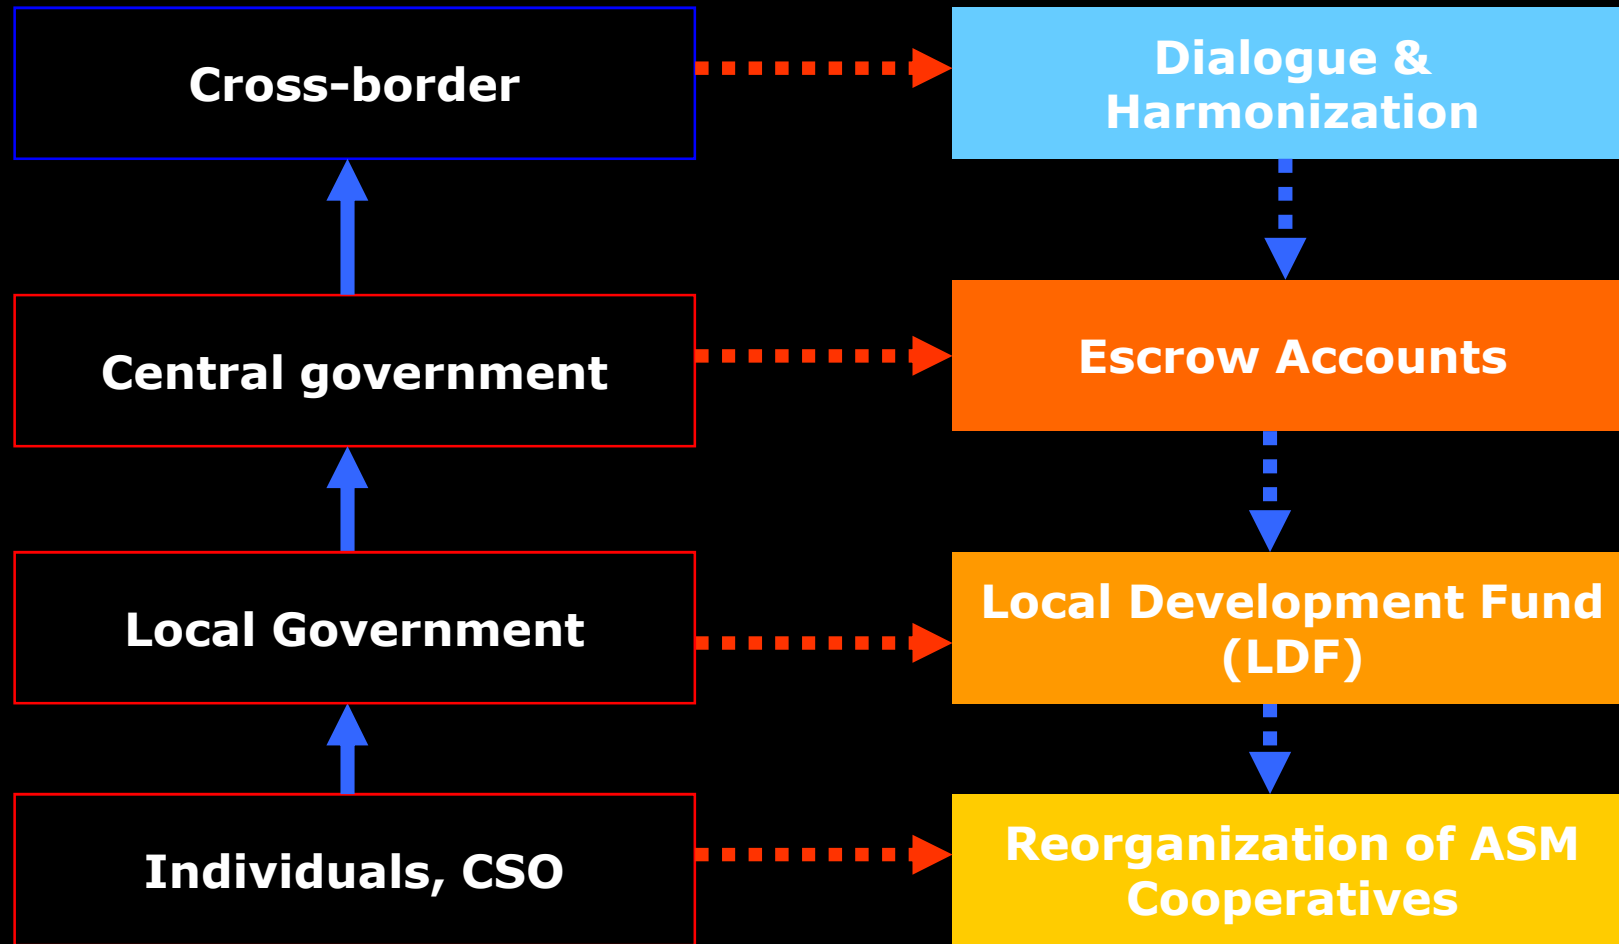 Cross-border
Dialogue &
Harmonization
Central government
Escrow Accounts
Local Government
Local Development Fund
(LDF)
Individuals, CSO
Reorganization of ASM
Cooperatives